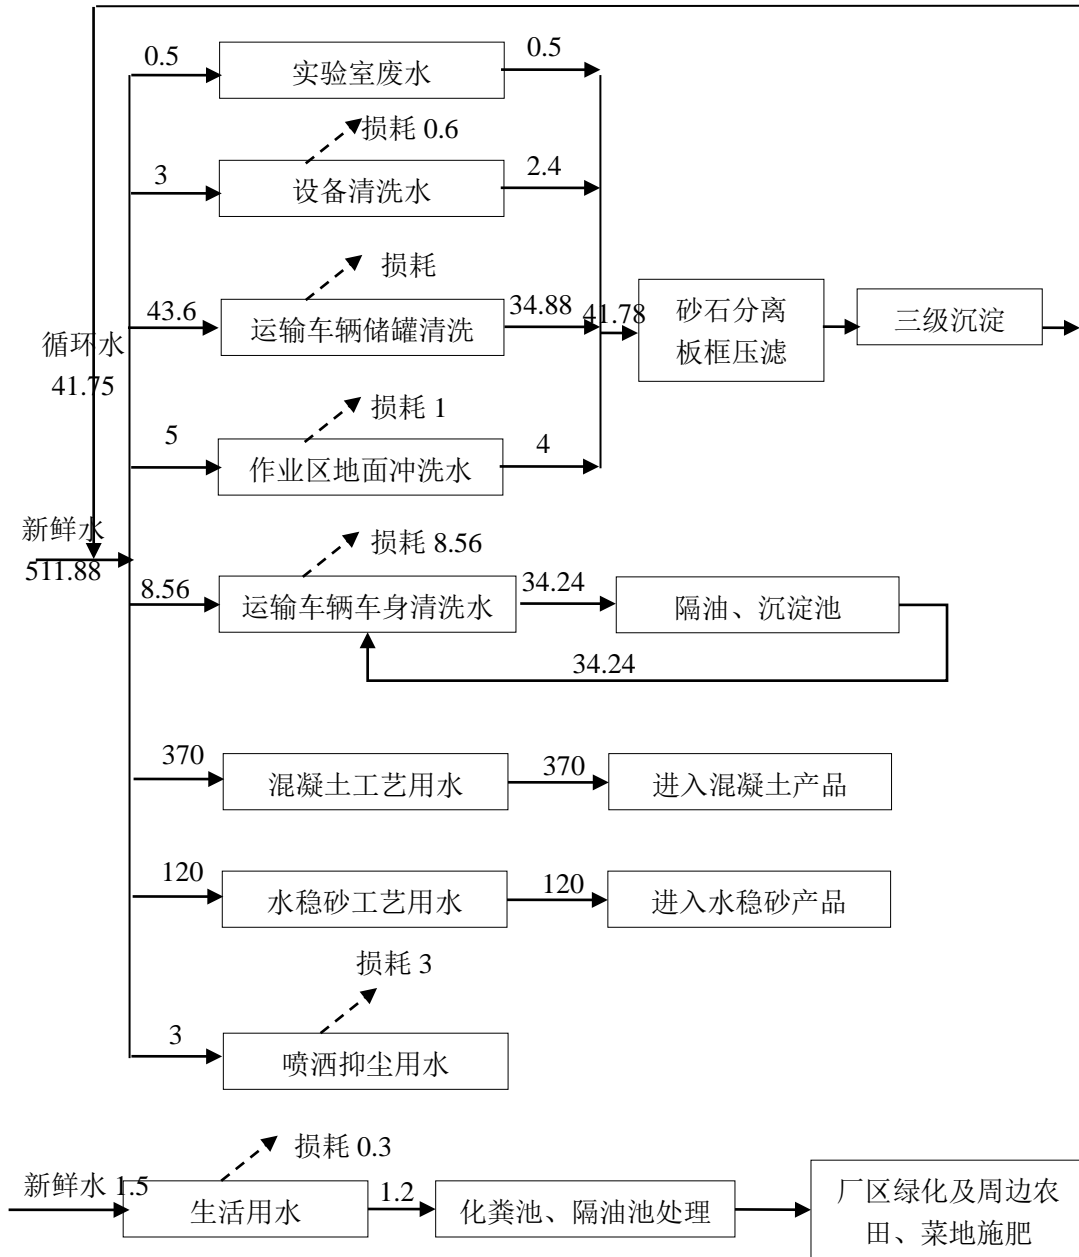 0.5
实验室废水
0.5
损耗 0.6
3
设备清洗水
2.4
损耗
43.6
运输车辆储罐清洗
34.88
41.78
砂石分离
板框压滤
三级沉淀
循环水
41.75
损耗 1
5
作业区地面冲洗水
4
新鲜水
511.88
损耗 8.56
8.56
运输车辆车身清洗水
34.24
隔油、沉淀池
34.24
370
混凝土工艺用水
370
进入混凝土产品
120
水稳砂工艺用水
120
进入水稳砂产品
损耗 3
3
喷洒抑尘用水
损耗 0.3
新鲜水 1.5
生活用水
1.2
化粪池、隔油池处理
厂区绿化及周边农
田、菜地施肥